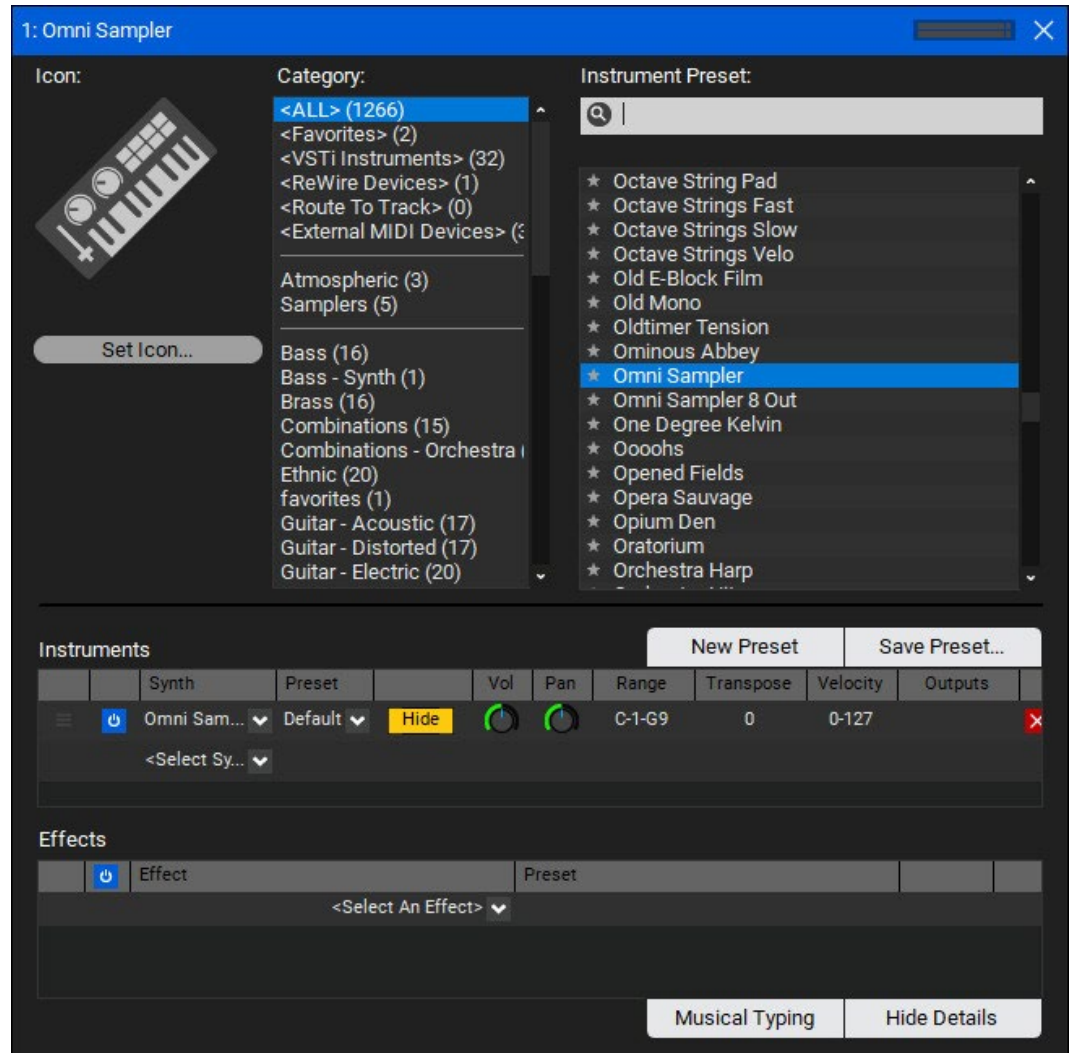 1: Omni Sampler
Icon:
Set Icon...
Category:
<ALL> (1266)
<Favorites> (2)
<VSTi Instruments> (32)
<ReWire Devices> (1)
<Route To Track> (0)
<External MIDI Devices>
Atmospheric (3)
Samplers (5)
Bass (16)
Bass - Synth (1)
Brass (16)
Combinations (15)
Combinations - Orchestra
Ethnic (20)
favorites (1)
Guitar - Acoustic (17)
Guitar - Distorted (17)
Guitar - Electric (20)
Instrument Preset:
Octave String Pad
Octave Strings Fast
Octave Strings Slow
Octave Strings Velo
Old E-Block Film
Old Mono
Oldtimer Tension
Ominous Abbey
Omni Sampler
Omni Sampler 8 Out
One Degree Kelvin
Oooohs
Opened Fields
Opera Sauvage
Opium Den
Oratorium
Orchestra Harp
Instruments
New Preset Save Preset...
Synth Preset Vol Pan Range Transpose Velocity Outputs
Omni Sam... Default Hide C-1-G9 0 0-127
<Select Sy...
Effects
Effect Preset
<Select An Effect>
Musical Typing Hide Details